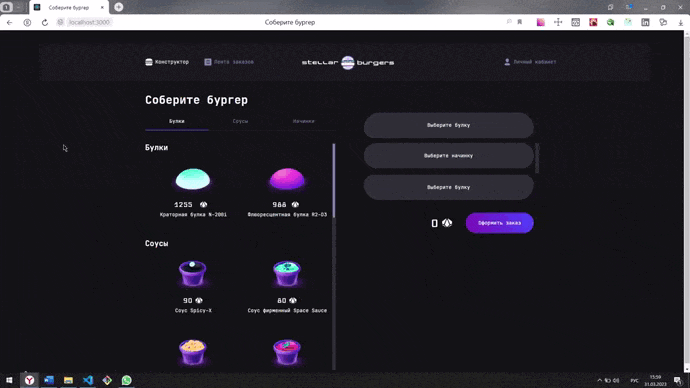 Соберите бургер
localhost:3000
Соберите бургер
Конструктор
Лента заказов
stellar burgers
Личный кабинет
Соберите бургер
Булки
Соусы
Начинки
Булки
1255
988
Краторная булка N-200i
Флюоресцентная булка R2-D3
Соусы
90
80
Соус Spicy-X
Соус фирменный Space Sauce
Выберите булку
Выберите начинку
Выберите булку
0
Оформить заказ
РУС
15:59
31.03.2023